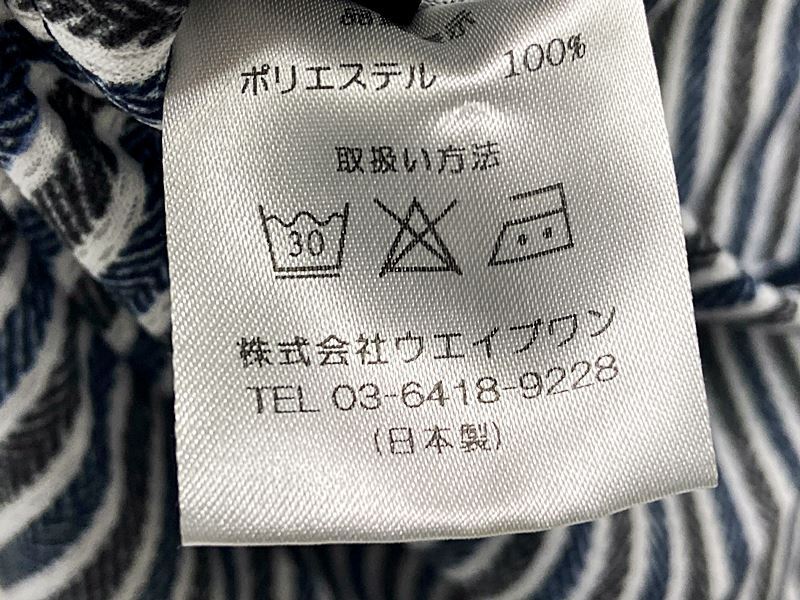 ポリエステル 100%
取扱い方法
30
株式会社ウエイブワン
TEL 03-6418-9228
(日本製)